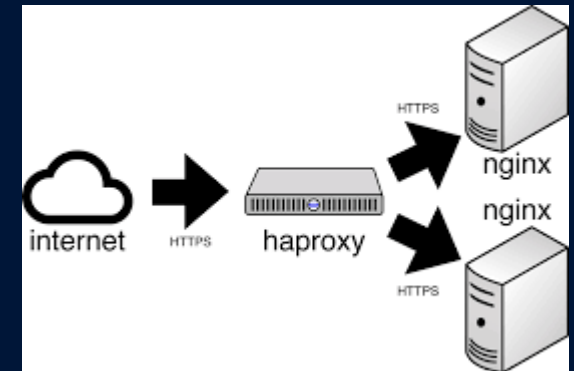 HTTPS
nginx
nginx
internet
HTTPS
haproxy
HTTPS